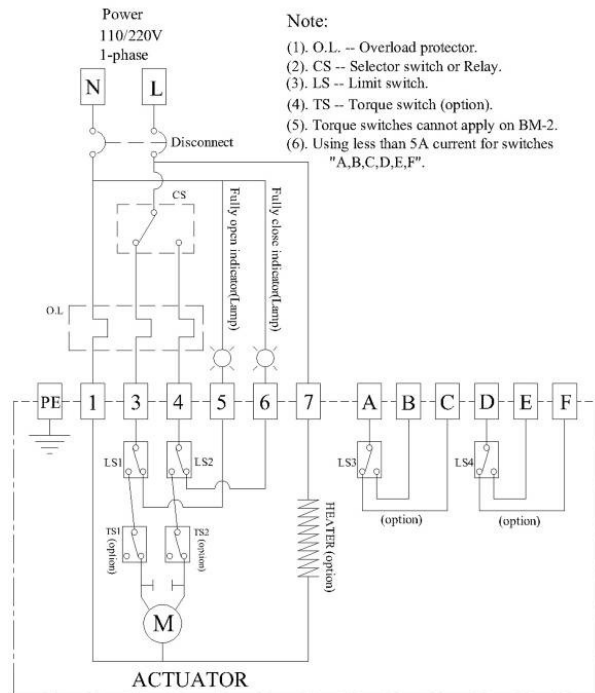 Power
110/220V
1-phase
N
L
Disconnect
Note:
(1). O.L. -- Overload protector.
(2). CS -- Selector switch or Relay.
(3). LS -- Limit switch.
(4). TS -- Torque switch (option).
(5). Torque switches cannot apply on BM-2.
(6). Using less than 5A current for switches
"A,B,C,D,E,F".
CS
Fully open indicator(Lamp)
Fully close indicator(Lamp)
O.L
PE
1
3
4
5
6
7
A
B
C
D
E
F
LS1
LS2
LS3
LS4
(option)
(option)
TS1
(option)
TS2
(option)
HEATER (option)
M
ACTUATOR